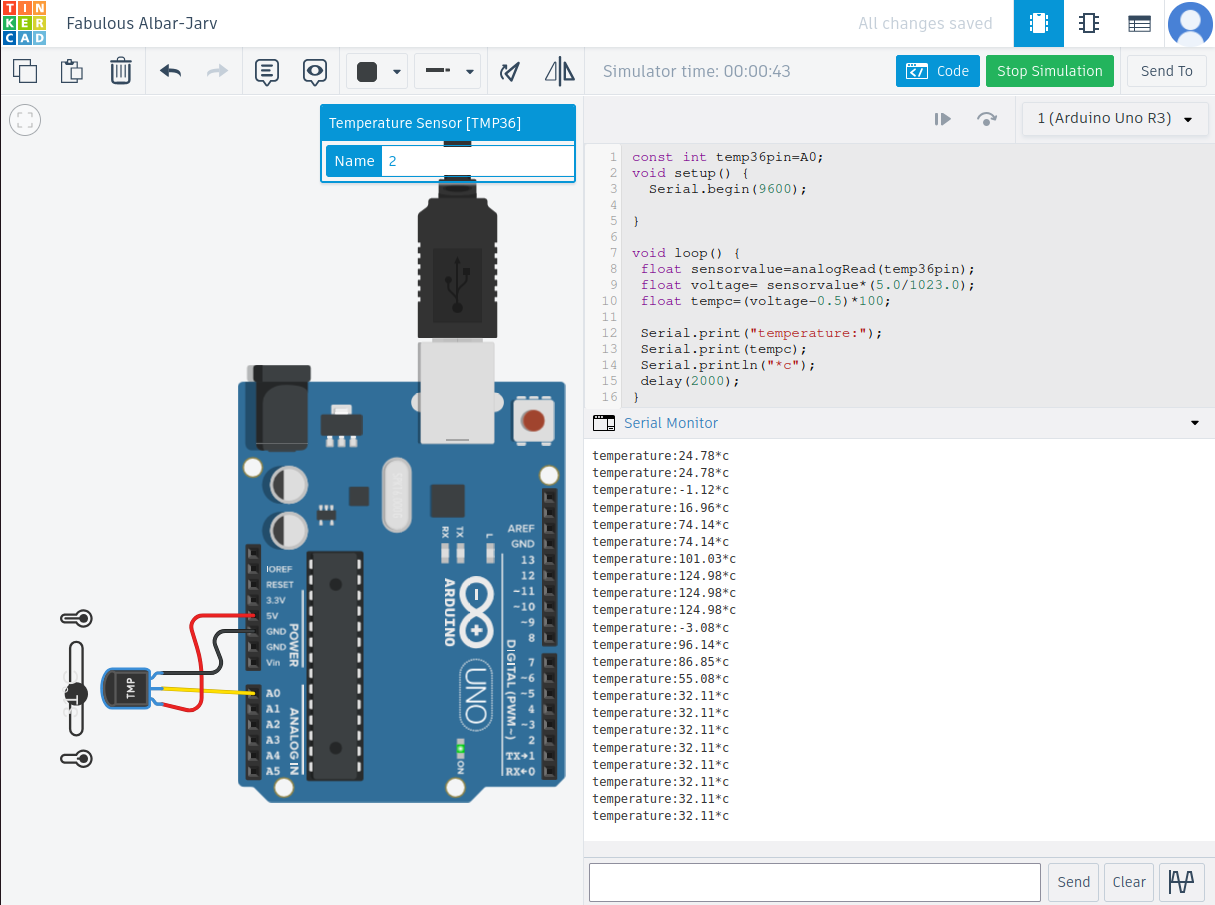 TIN
KER
CAD
Fabulous Albar-Jarv
All changes saved
Simulator time: 00:00:43
Code
Stop Simulation
Send To
Temperature Sensor [TMP36]
Name 2
1 (Arduino Uno R3)
1 const int temp36pin=A0;
2 void setup() {
3 Serial.begin(9600);
4
5 }
6
7 void loop() {
8 float sensorvalue=analogRead(temp36pin);
9 float voltage= sensorvalue*(5.0/1023.0);
10 float tempc=(voltage-0.5)*100;
11
12 Serial.print("temperature:");
13 Serial.print(tempc);
14 Serial.println("*c");
15 delay(2000);
16 }
Serial Monitor
temperature:24.78*c
temperature:24.78*c
temperature:-1.12*c
temperature:16.96*c
temperature:74.14*c
temperature:74.14*c
temperature:101.03*c
temperature:124.98*c
temperature:124.98*c
temperature:124.98*c
temperature:-3.08*c
temperature:96.14*c
temperature:86.85*c
temperature:55.08*c
temperature:32.11*c
temperature:32.11*c
temperature:32.11*c
temperature:32.11*c
temperature:32.11*c
temperature:32.11*c
temperature:32.11*c
temperature:32.11*c
Send
Clear
RX
TX
L
AREF
GND
13
12
~11
~10
~9
8
7
~6
~5
4
~3
2
TX→1
RX←0
DIGITAL (PWM~)
ARDUINO
UNO
ON
IOREF
RESET
3.3V
5V
GND
GND
Vin
POWER
A0
A1
A2
A3
A4
A5
ANALOG IN
TMP